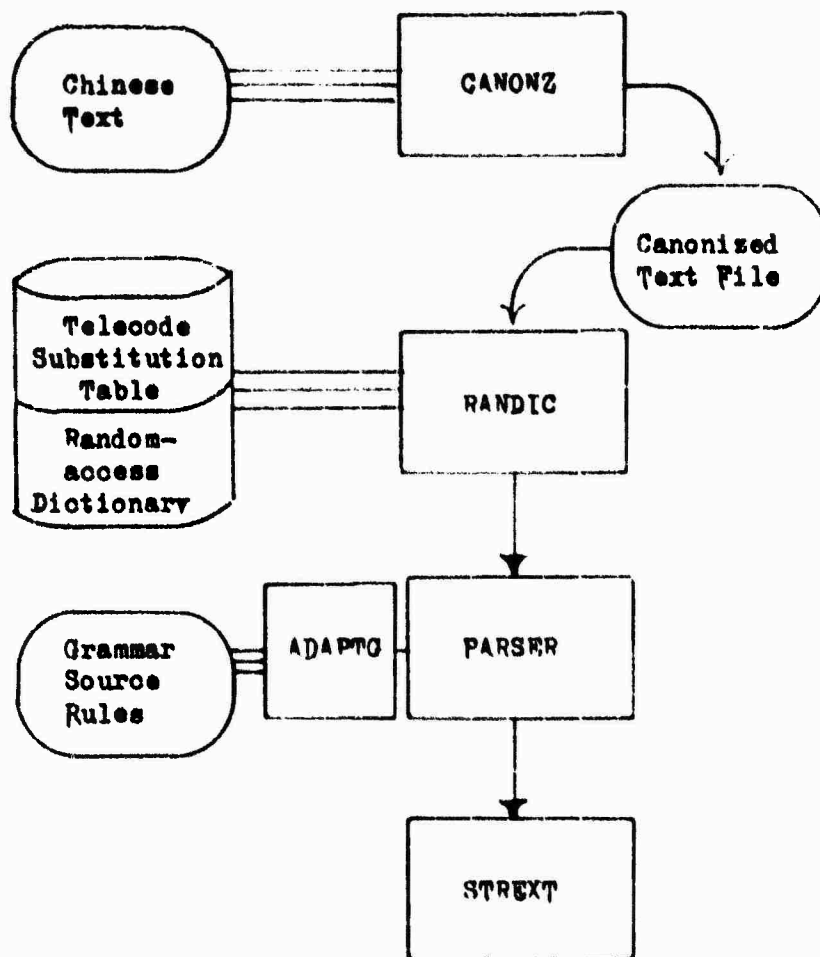 Chinese
Text
CANONZ
Canonized
Text File
Telecode
Substitution
Table
Random-
access
Dictionary
RANDIC
Grammar
Source
Rules
ADAPTG
PARSER
STREXT